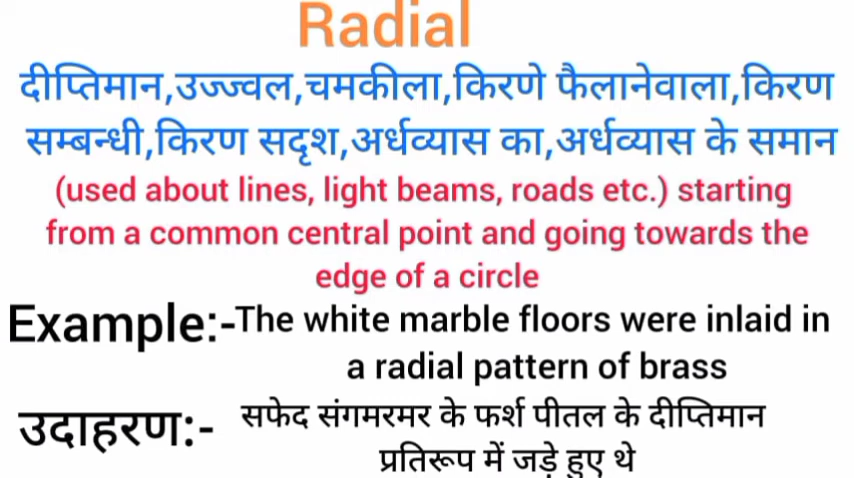 Radial
दीप्तिमान,उज्ज्वल,चमकीला,किरणे फैलानेवाला,किरण
सम्बन्धी,किरण सदृश,अर्धव्यास का,अर्धव्यास के समान
(used about lines, light beams, roads etc.) starting
from a common central point and going towards the
edge of a circle
Example:-The white marble floors were inlaid in
a radial pattern of brass
उदाहरण:- सफेद संगमरमर के फर्श पीतल के दीप्तिमान
प्रतिरूप में जड़े हुए थे